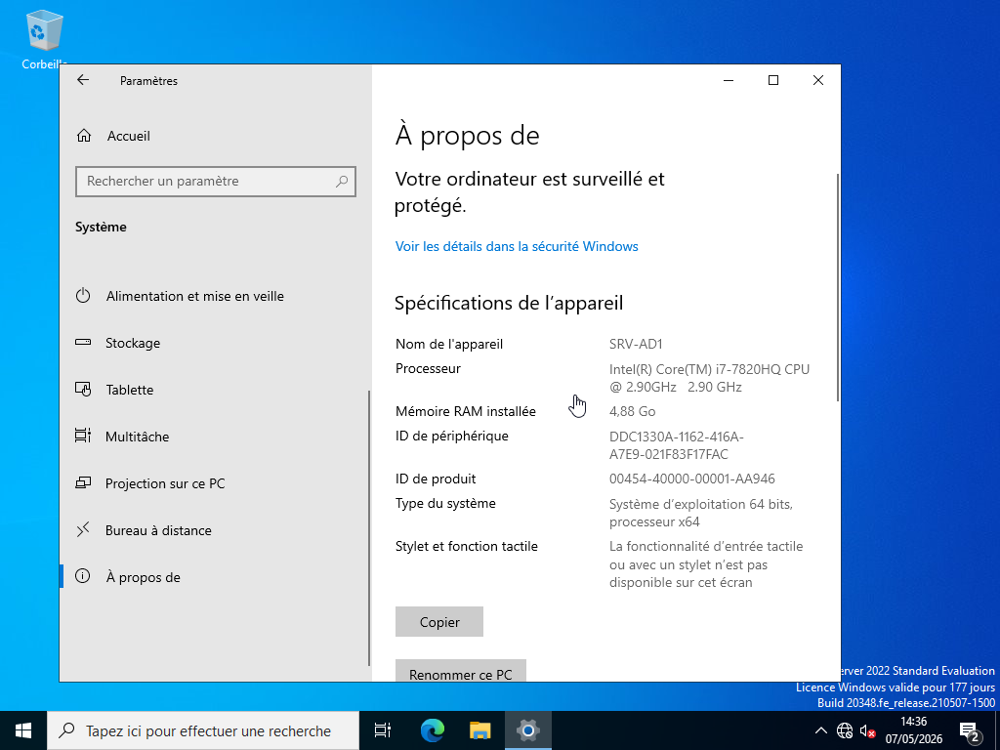 Corbeille
Paramètres
Accueil
Rechercher un paramètre
Système
Alimentation et mise en veille
Stockage
Tablette
Multitâche
Projection sur ce PC
Bureau à distance
À propos de
À propos de
Votre ordinateur est surveillé et
protégé.
Voir les détails dans la sécurité Windows
Spécifications de l’appareil
Nom de l'appareil SRV-AD1
Processeur Intel(R) Core(TM) i7-7820HQ CPU
@ 2.90GHz 2.90 GHz
Mémoire RAM installée 4,88 Go
ID de périphérique DDC1330A-1162-416A-
A7E9-021F83F17FAC
ID de produit 00454-40000-00001-AA946
Type du système Système d’exploitation 64 bits,
processeur x64
Stylet et fonction tactile La fonctionnalité d’entrée tactile
ou avec un stylet n’est pas
disponible sur cet écran
Copier
Renommer ce PC
erver 2022 Standard Evaluation
Licence Windows valide pour 177 jours
Build 20348.fe_release.210507-1500
Tapez ici pour effectuer une recherche
14:36
07/05/2026
2